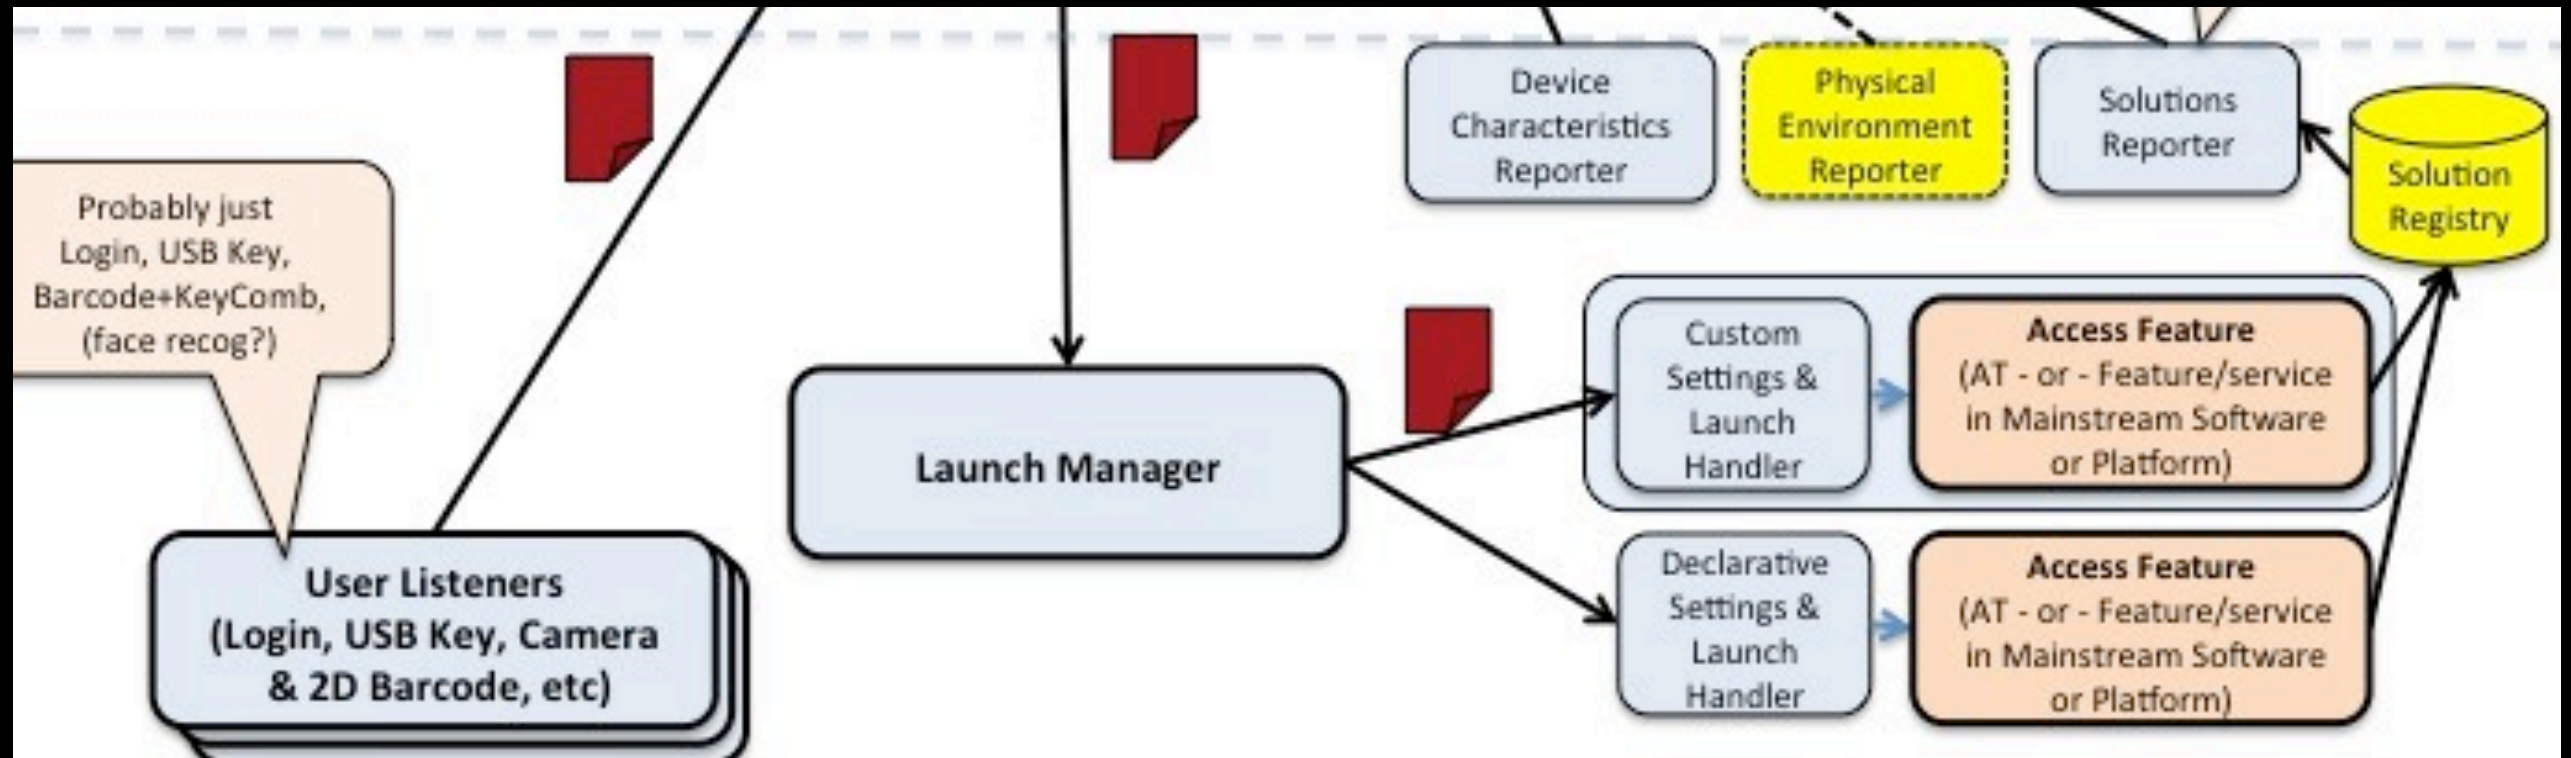 Device
Characteristics
Reporter
Physical
Environment
Reporter
Solutions
Reporter
Solution
Registry
Probably just
Login, USB Key,
Barcode+KeyComb,
(face recog?)
Custom
Settings &
Launch
Handler
Access Feature
(AT - or - Feature/service
in Mainstream Software
or Platform)
Launch Manager
User Listeners
(Login, USB Key, Camera
& 2D Barcode, etc)
Declarative
Settings &
Launch
Handler
Access Feature
(AT - or - Feature/service
in Mainstream Software
or Platform)